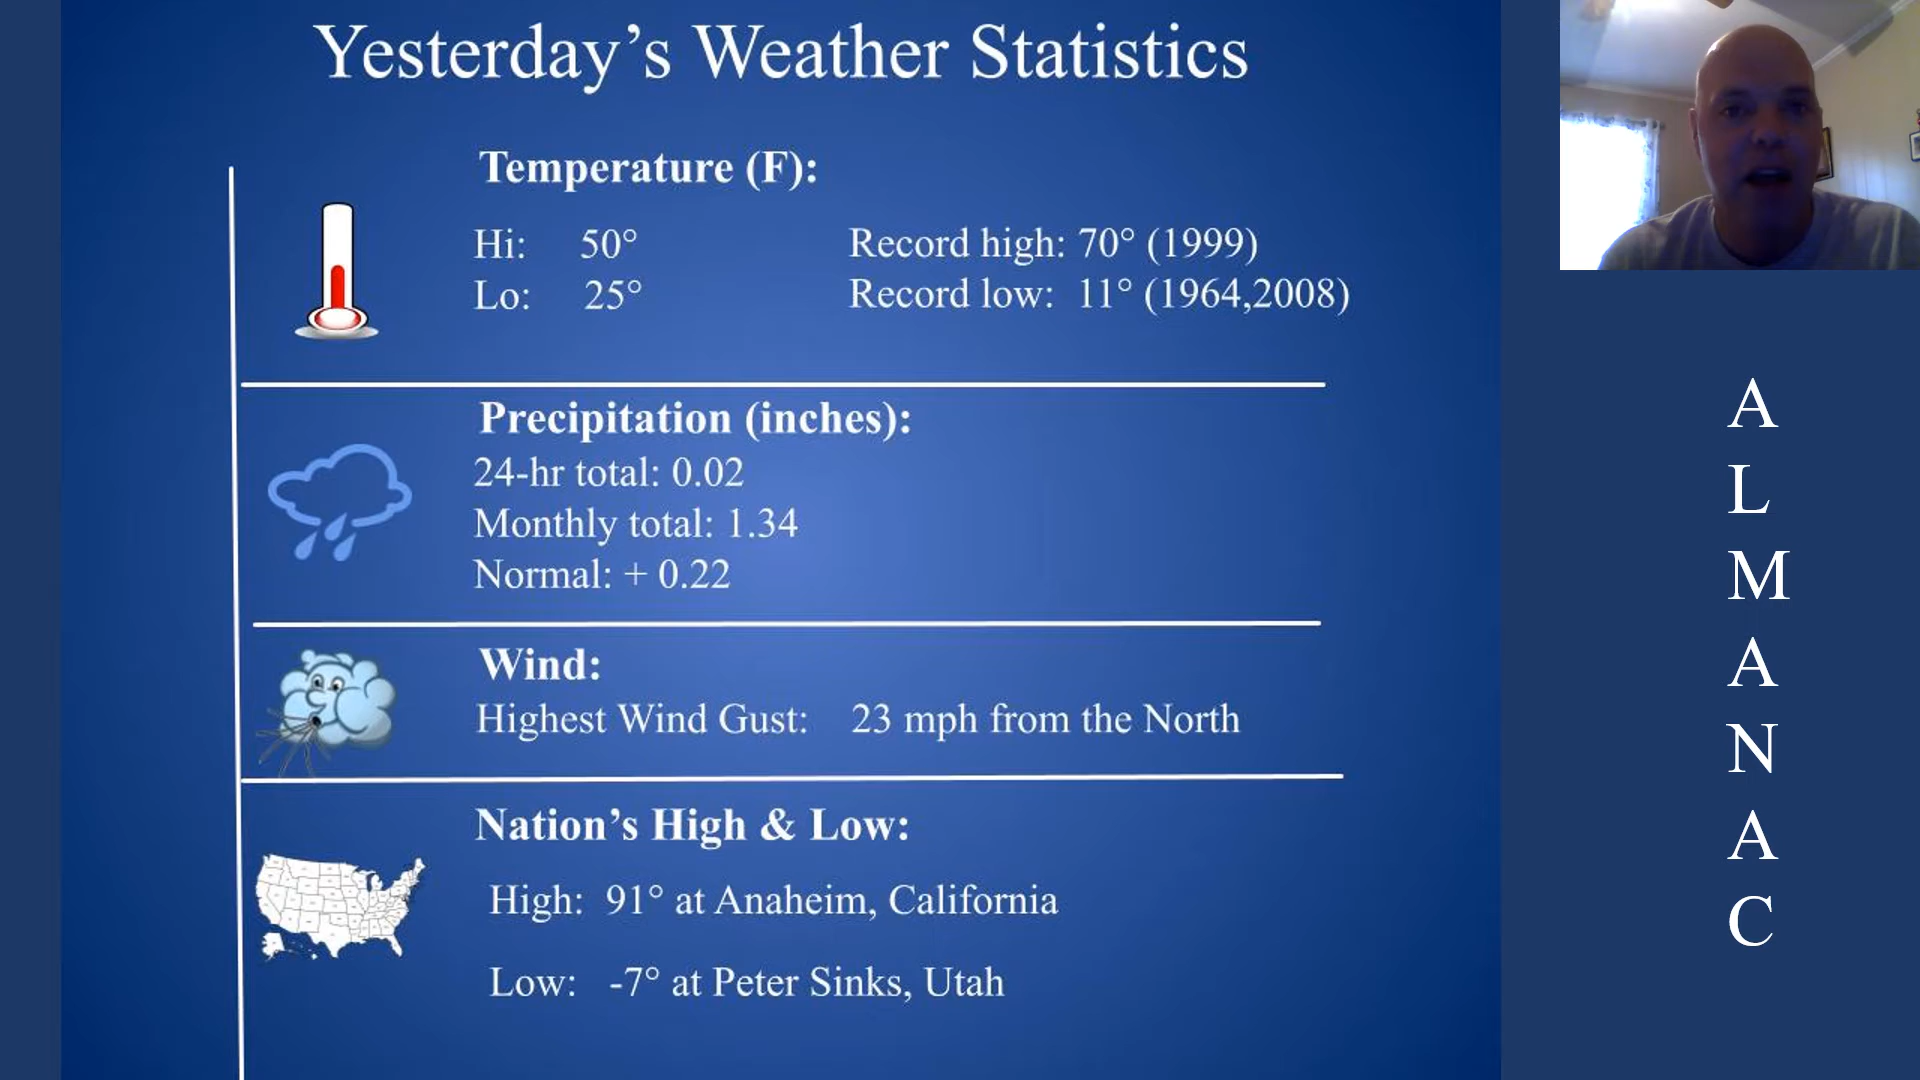 Yesterday’s Weather Statistics
Temperature (F):
Hi: 50° Record high: 70° (1999)
Lo: 25° Record low: 11° (1964,2008)
Precipitation (inches):
24-hr total: 0.02
Monthly total: 1.34
Normal: + 0.22
Wind:
Highest Wind Gust: 23 mph from the North
Nation’s High & Low:
High: 91° at Anaheim, California
Low: -7° at Peter Sinks, Utah
A
L
M
A
N
A
C